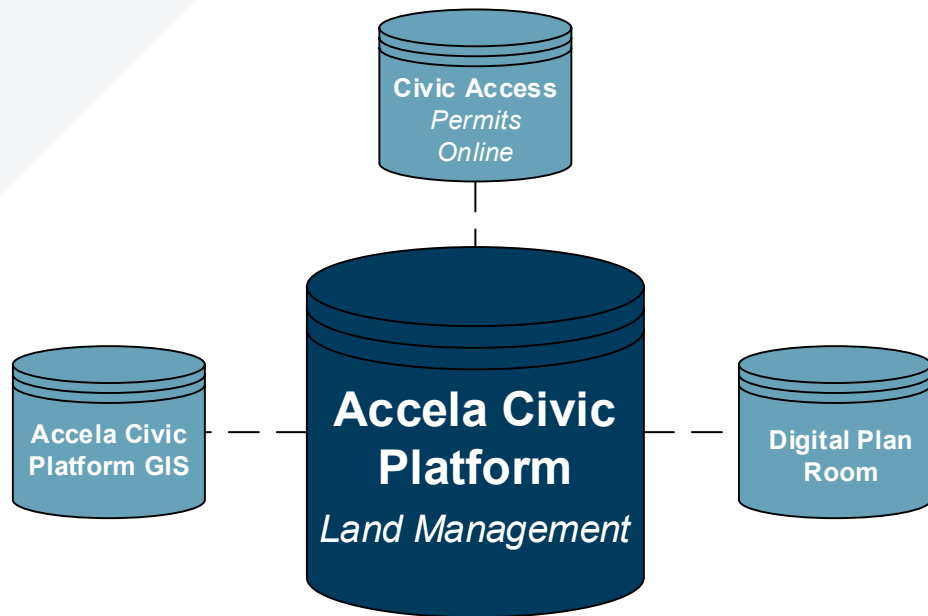 Civic Access
Permits
Online
Accela Civic
Platform GIS
Accela Civic
Platform
Land Management
Digital Plan
Room